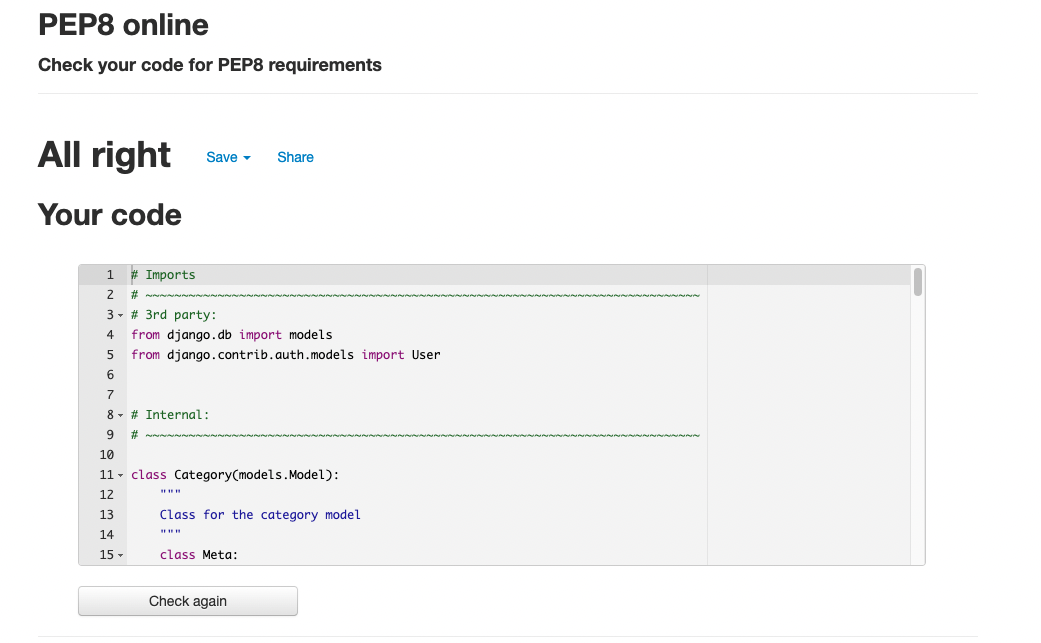 PEP8 online
Check your code for PEP8 requirements
All right Save Share
Your code
1 # Imports
2 # ~~~~~~~~~~~~~~~~~~~~~~~~~~~~~~~~~~~~~~~~~~~~~~~~~~~~~~~~~~~~~~~~~~~~~~~~~~~~~
3 # 3rd party:
4 from django.db import models
5 from django.contrib.auth.models import User
6
7
8 # Internal:
9 # ~~~~~~~~~~~~~~~~~~~~~~~~~~~~~~~~~~~~~~~~~~~~~~~~~~~~~~~~~~~~~~~~~~~~~~~~~~~~~
10
11 class Category(models.Model):
12     """
13     Class for the category model
14     """
15     class Meta:
Check again